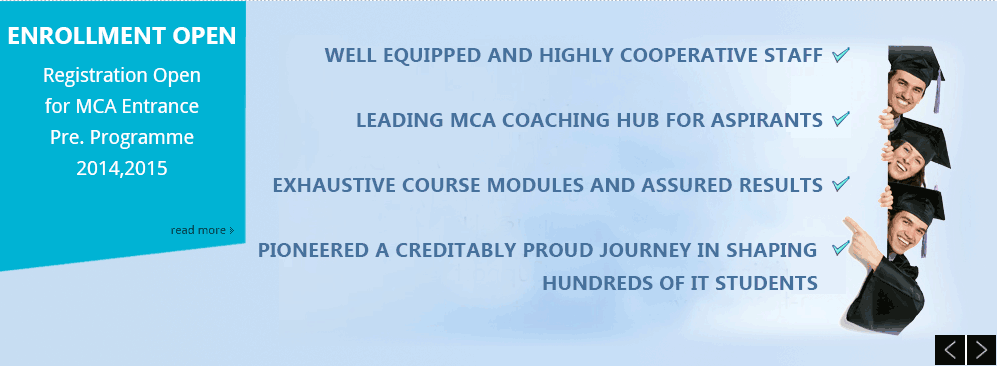 ENROLLMENT OPEN
Registration Open
for MCA Entrance
Pre. Programme
2014,2015
read more
WELL EQUIPPED AND HIGHLY COOPERATIVE STAFF
LEADING MCA COACHING HUB FOR ASPIRANTS
EXHAUSTIVE COURSE MODULES AND ASSURED RESULTS
PIONEERED A CREDITABLY PROUD JOURNEY IN SHAPING
HUNDREDS OF IT STUDENTS